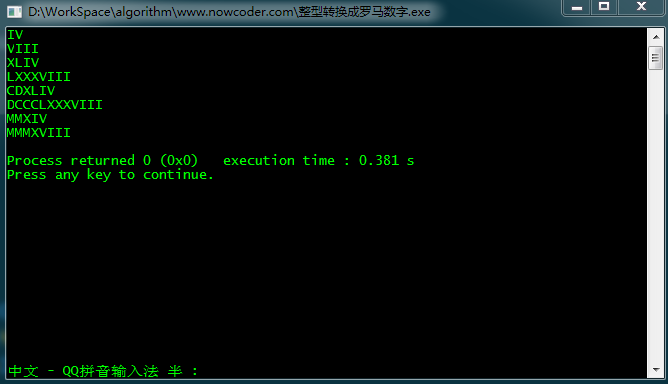 D:\WorkSpace\algorithm\www.nowcoder.com\整型转换成罗马数字.exe
IV
VIII
XLIV
LXXXVIII
CDXLIV
DCCCLXXXVIII
MMXIV
MMMXVIII
Process returned 0 (0x0)   execution time : 0.381 s
Press any key to continue.
中文 - QQ拼音输入法 半 :